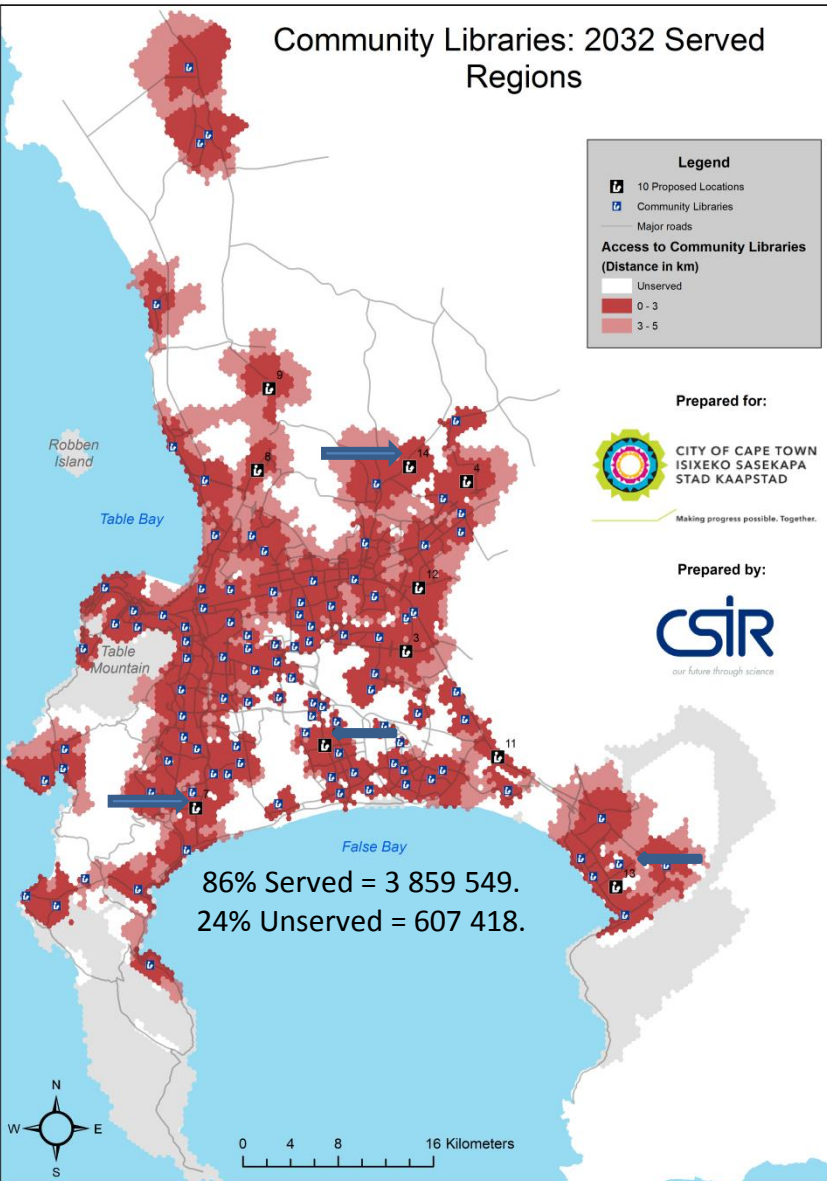 Community Libraries: 2032 Served
Regions
Legend
10 Proposed Locations
Community Libraries
Major roads
Access to Community Libraries
(Distance in km)
Unserved
0 - 3
3 - 5
Prepared for:
CITY OF CAPE TOWN
ISIXEKO SASEKAPA
STAD KAAPSTAD
Making progress possible. Together.
Prepared by:
CSIR
our future through science
9
14
8
4
Robben
Island
Table Bay
12
3
Table
Mountain
11
7
13
False Bay
86% Served = 3 859 549.
24% Unserved = 607 418.
N
W E
S
0 4 8 16 Kilometers